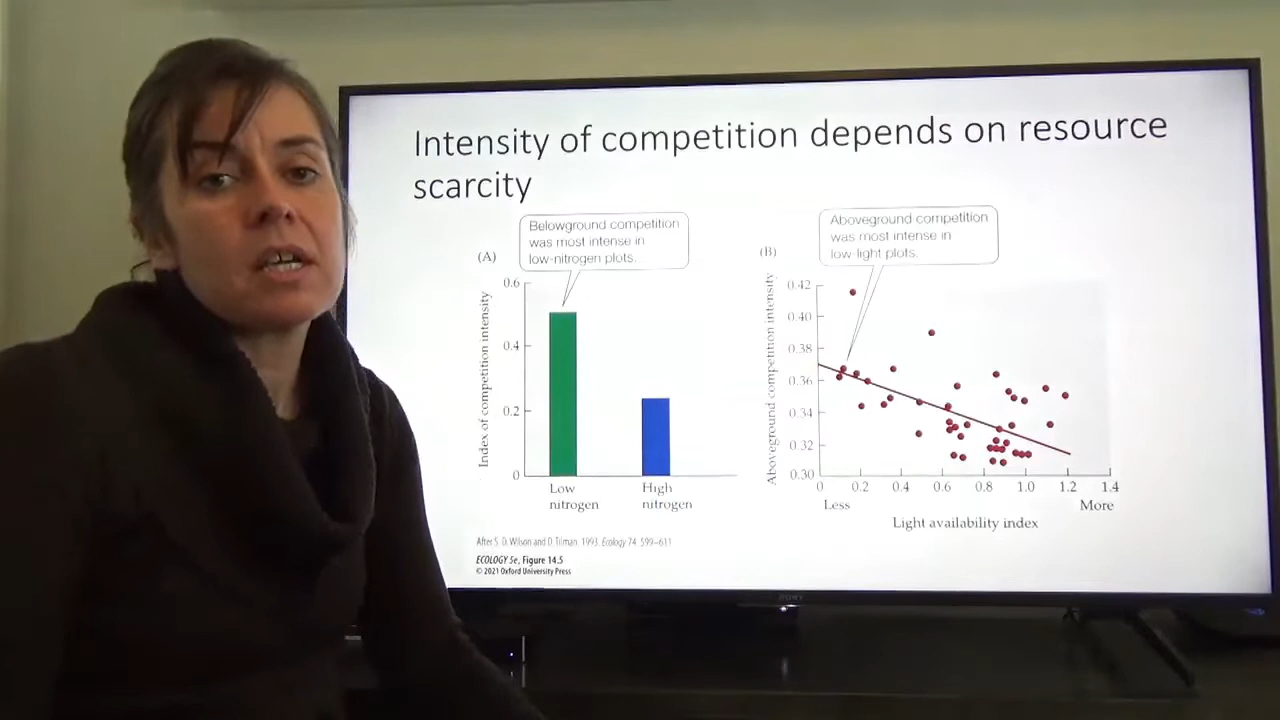 Intensity of competition depends on resource
scarcity
Belowground competition
was most intense in
low-nitrogen plots.
(A)
Index of competition intensity
0.6
0.4
0.2
0
Low
nitrogen
High
nitrogen
Aboveground competition
was most intense in
low-light plots.
(B)
Aboveground competition intensity
0.42
0.40
0.38
0.36
0.34
0.32
0.30
0 0.2 0.4 0.6 0.8 1.0 1.2 1.4
Less More
Light availability index
After S. D. Wilson and D. Tilman. 1993. Ecology 74: 599–611
ECOLOGY 5e, Figure 14.5
© 2021 Oxford University Press
SONY